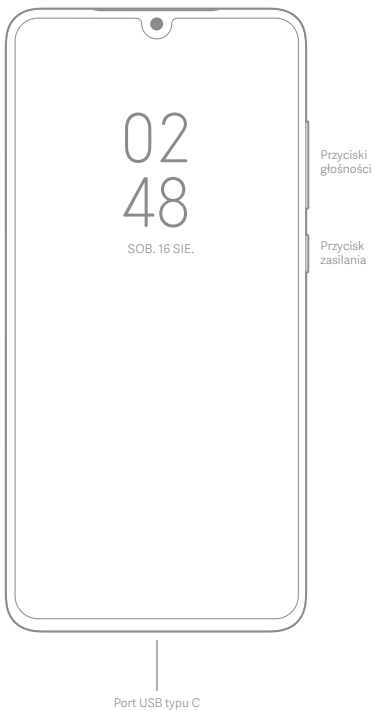 02
48
SOB. 16 SIE.
Przyciski
głośności
Przycisk
zasilania
Port USB typu C